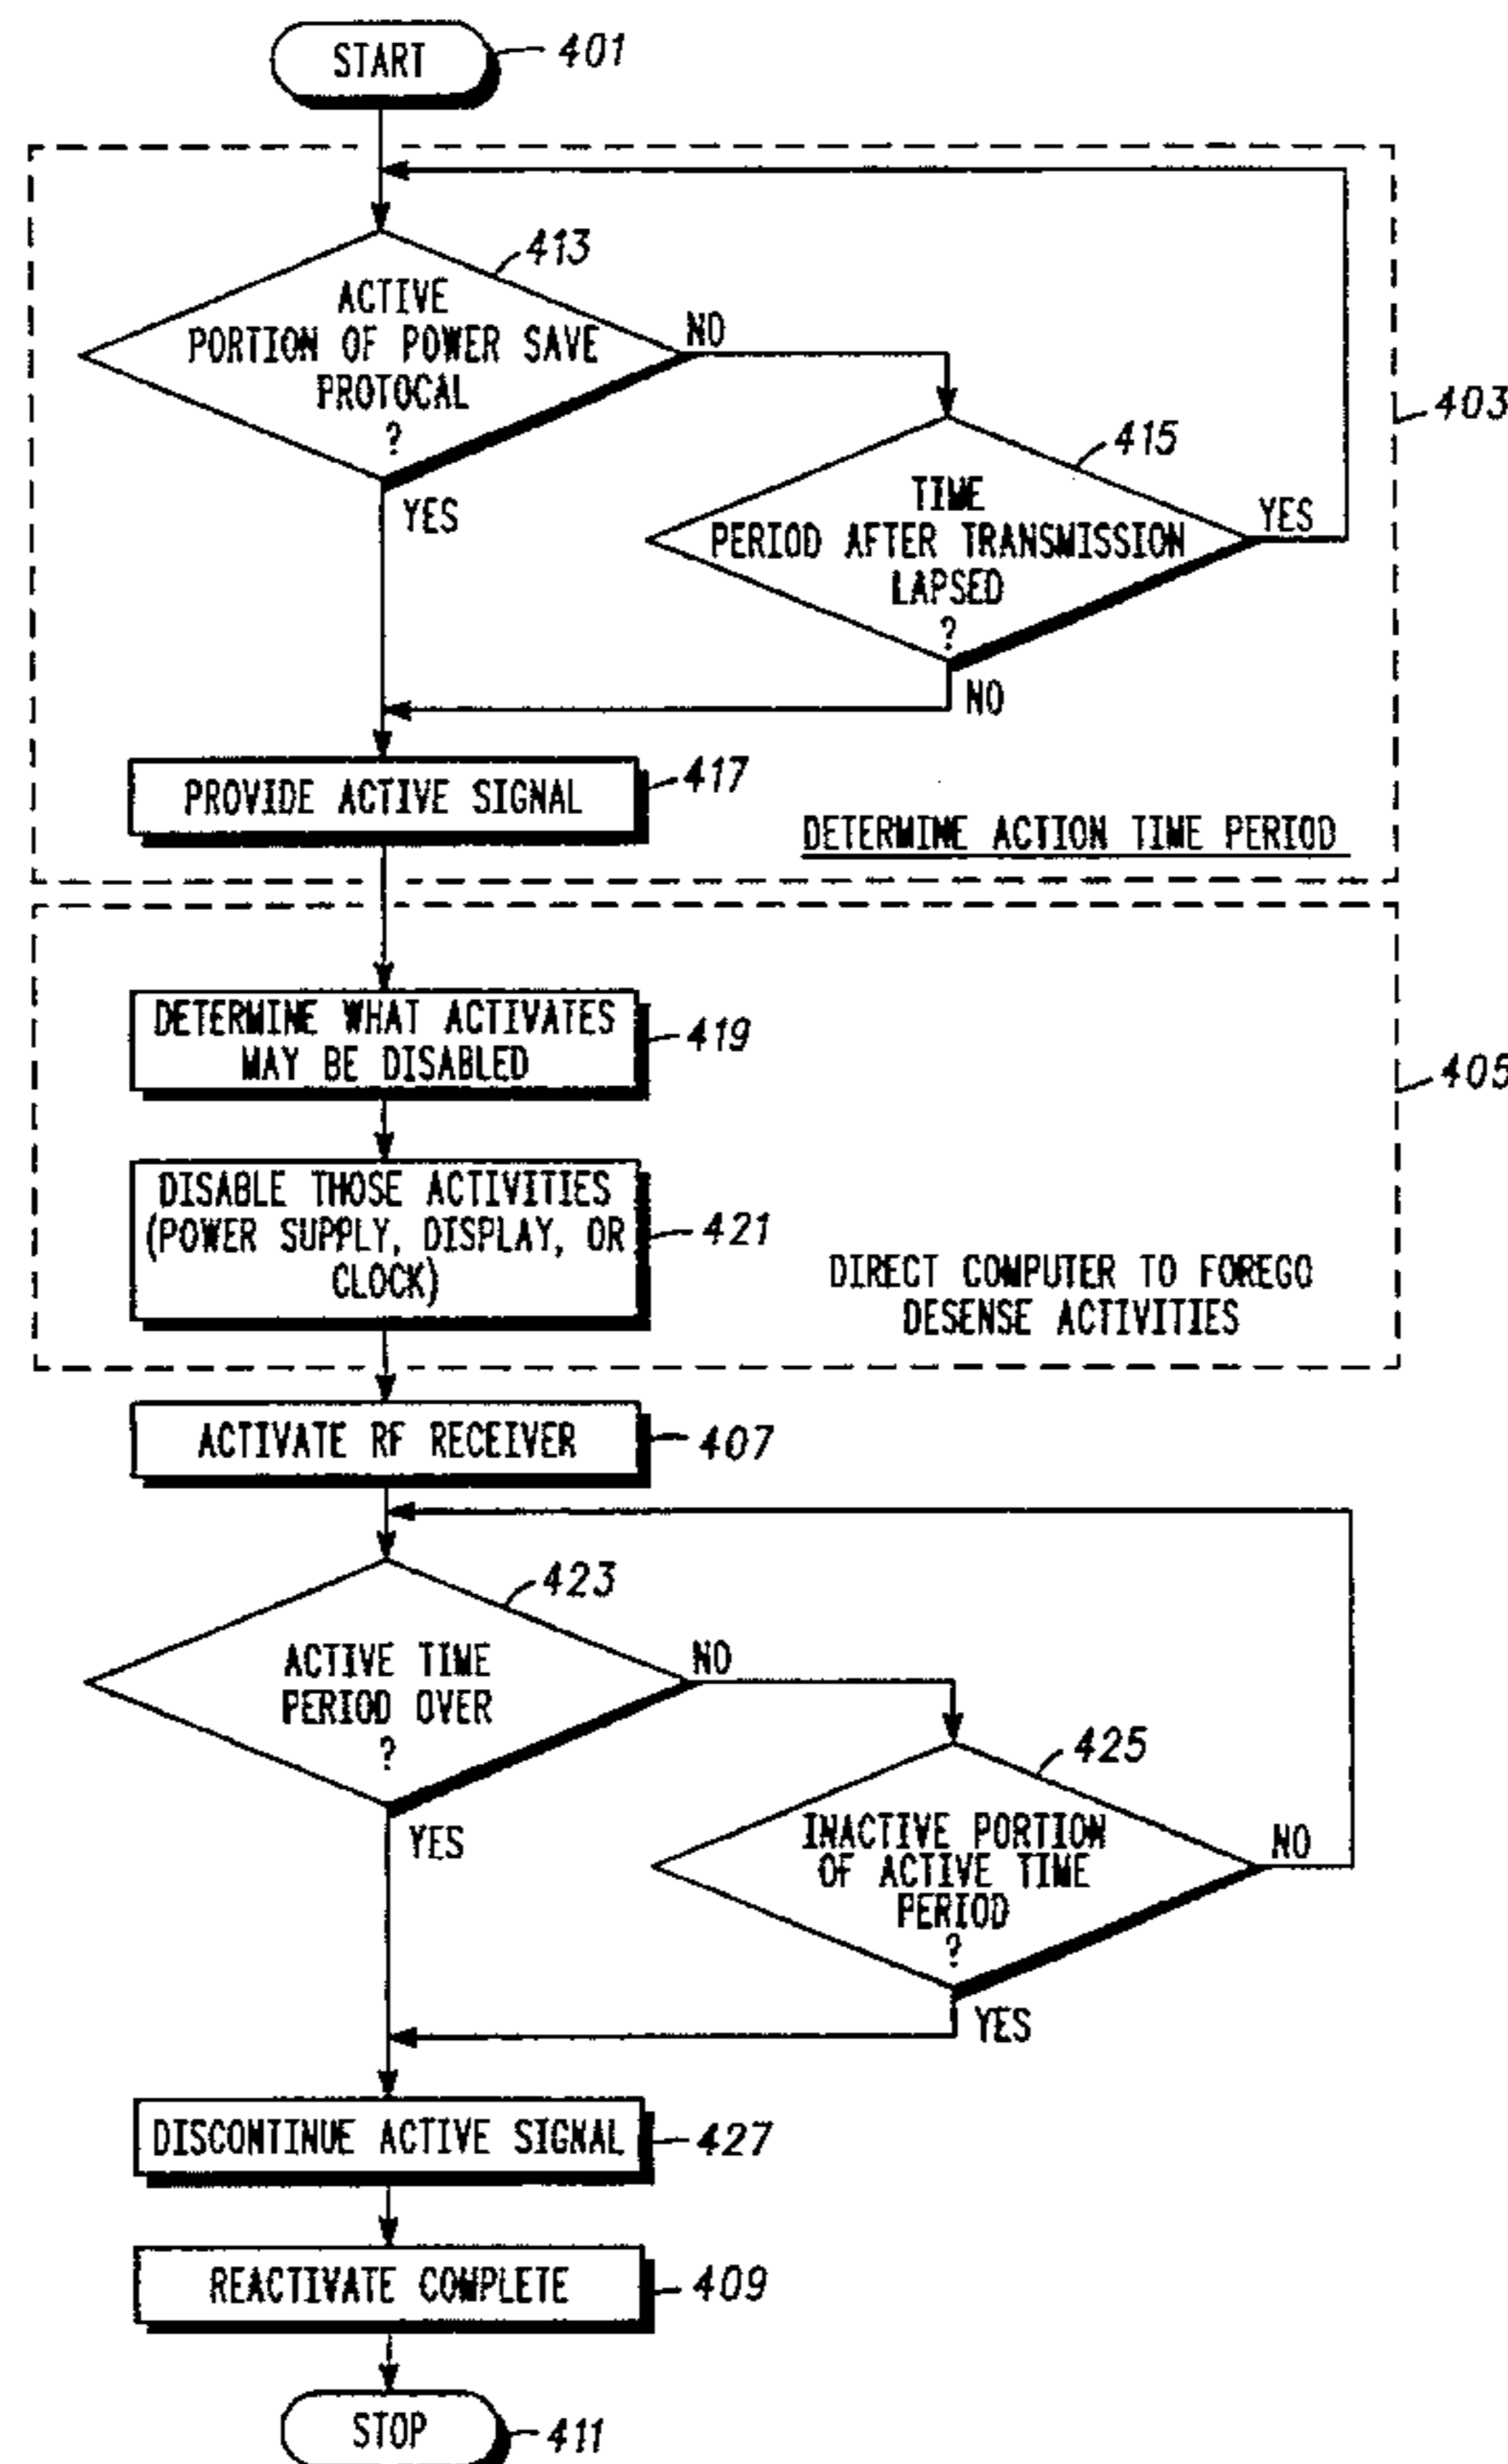 START
401
413
ACTIVE
PORTION OF POWER SAVE
PROTOCAL
?
NO
YES
403
415
TIME
PERIOD AFTER TRANSMISSION
LAPSED
?
YES
NO
PROVIDE ACTIVE SIGNAL
417
DETERMINE ACTION TIME PERIOD
DETERMINE WHAT ACTIVATES
MAY BE DISABLED
419
405
DISABLE THOSE ACTIVITIES
(POWER SUPPLY, DISPLAY, OR
CLOCK)
421
DIRECT COMPUTER TO FOREGO
DESENSE ACTIVITIES
ACTIVATE RF RECEIVER
407
423
ACTIVE TIME
PERIOD OVER
?
NO
YES
425
INACTIVE PORTION
OF ACTIVE TIME
PERIOD
?
NO
YES
DISCONTINUE ACTIVE SIGNAL
427
REACTIVATE COMPLETE
409
STOP
411